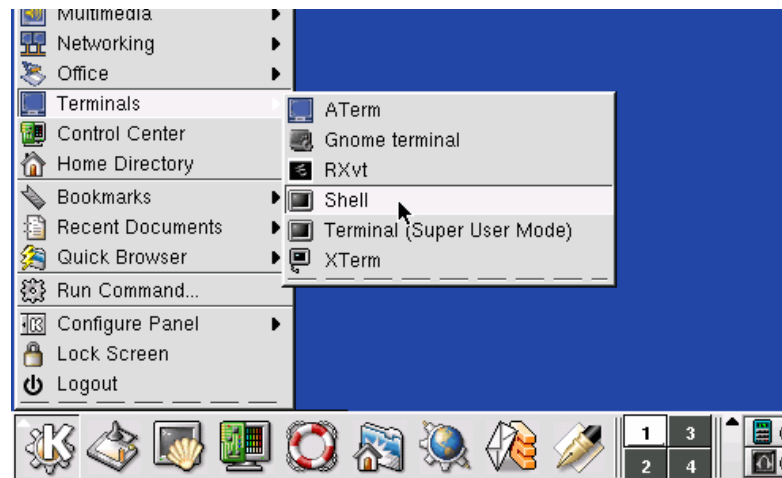 Multimedia
Networking
Office
Terminals
Control Center
Home Directory
Bookmarks
Recent Documents
Quick Browser
Run Command...
Configure Panel
Lock Screen
Logout
ATerm
Gnome terminal
RXvt
Shell
Terminal (Super User Mode)
XTerm
1 3
2 4